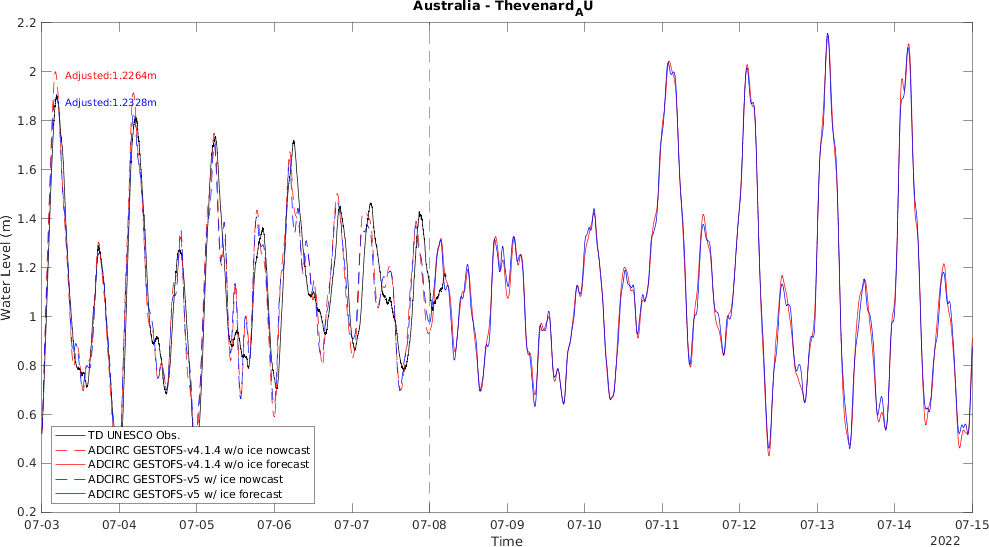 Australia - Thevenard_AU
2.2
2
1.8
1.6
1.4
1.2
1
0.8
0.6
0.4
0.2
Water Level (m)
Adjusted:1.2264m
Adjusted:1.2328m
TD UNESCO Obs.
ADCIRC GESTOFS-v4.1.4 w/o ice nowcast
ADCIRC GESTOFS-v4.1.4 w/o ice forecast
ADCIRC GESTOFS-v5 w/ ice nowcast
ADCIRC GESTOFS-v5 w/ ice forecast
07-03 07-04 07-05 07-06 07-07 07-08 07-09 07-10 07-11 07-12 07-13 07-14 07-15
Time
2022